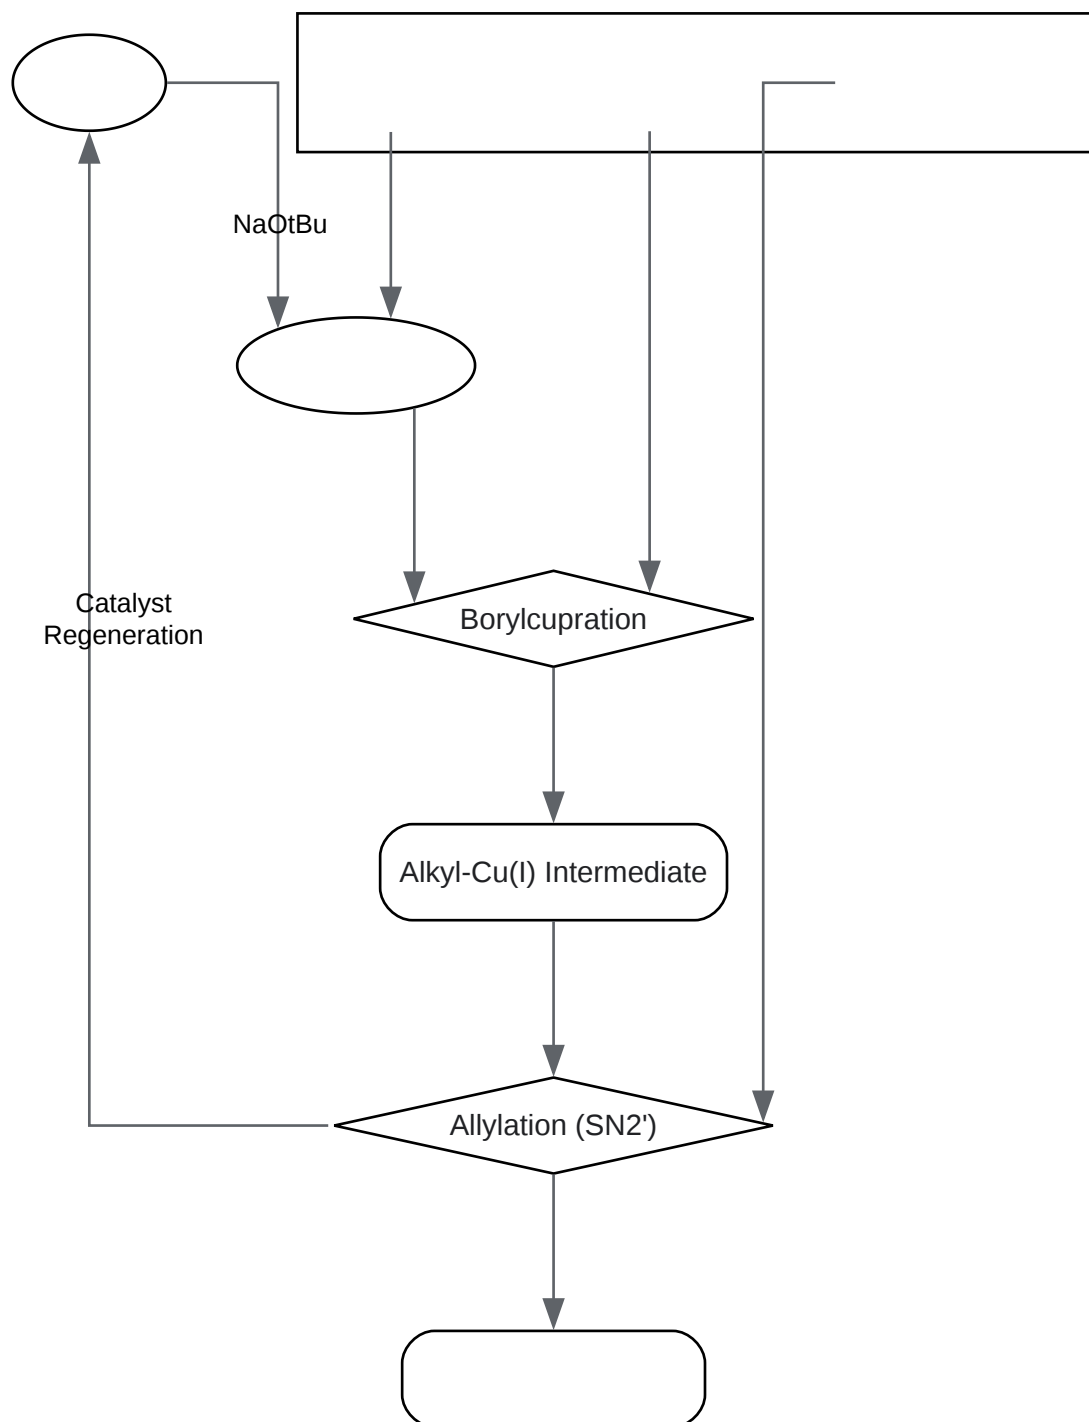 NaOtBu
Catalyst
Regeneration
Borylcupration
Alkyl-Cu(I) Intermediate
Allylation (SN2')